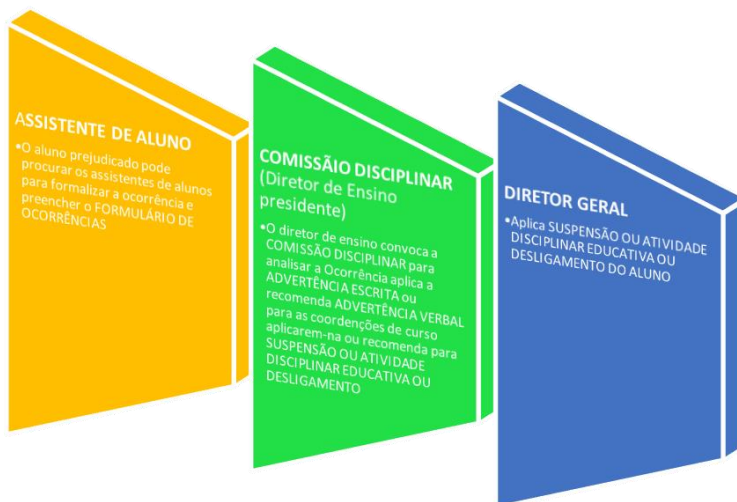 ASSISTENTE DE ALUNO
•O aluno prejudicado pode
procurar os assistentes de alunos
para formalizar a ocorrência e
preencher o FORMULÁRIO DE
OCORRÊNCIAS
COMISSÃIO DISCIPLINAR
(Diretor de Ensino
presidente)
•O diretor de ensino convoca a
COMISSÃO DISCIPLINAR para
analisar a Ocorrência aplica a
ADVERTÊNCIA ESCRITA ou
recomenda ADVERTÊNCIA VERBAL
para as coordenções de curso
aplicarem-na ou recomenda para
SUSPENSÃO OU ATIVIDADE
DISCIPLINAR EDUCATIVA OU
DESLIGAMENTO
DIRETOR GERAL
•Aplica SUSPENSÃO OU ATIVIDADE
DISCIPLINAR EDUCATIVA OU
DESLIGAMENTO DO ALUNO